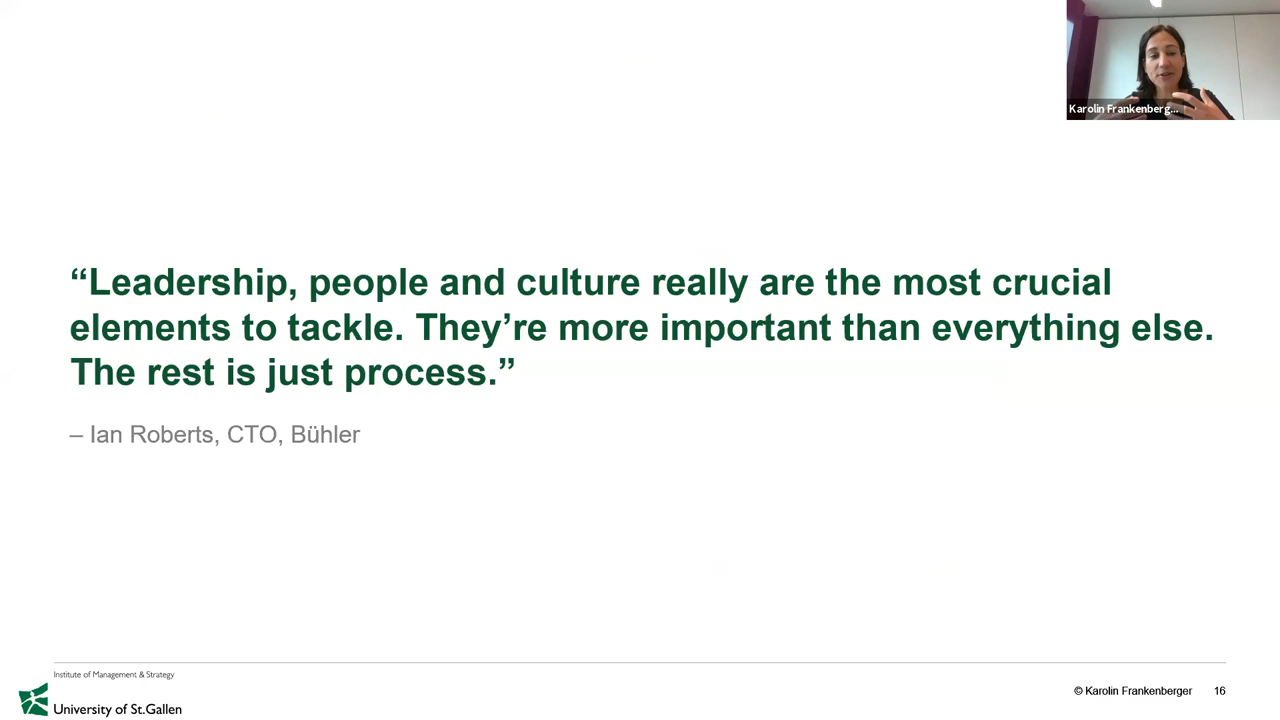 Karolin Frankenberg...
“Leadership, people and culture really are the most crucial
elements to tackle. They’re more important than everything else.
The rest is just process.”
– Ian Roberts, CTO, Bühler
Institute of Management & Strategy
University of St.Gallen
© Karolin Frankenberger 16